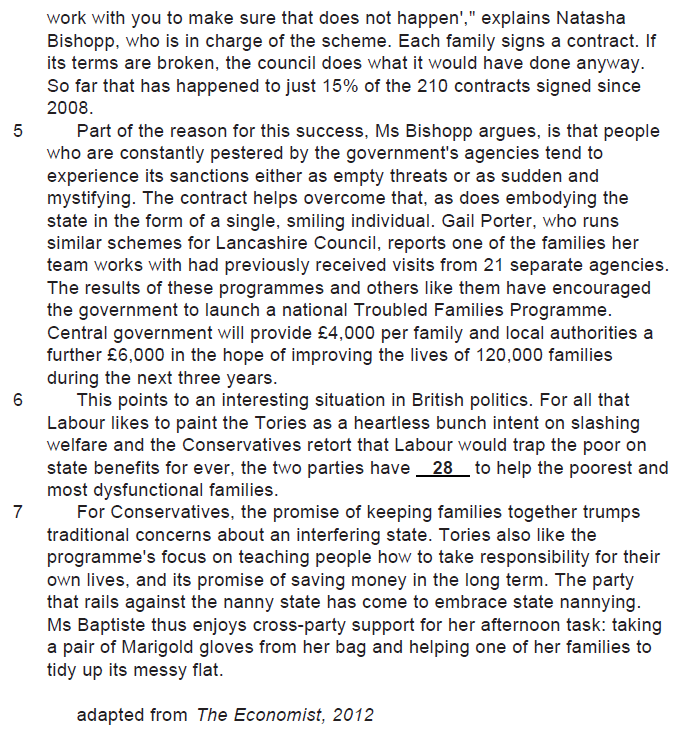 work with you to make sure that does not happen'," explains Natasha
Bishopp, who is in charge of the scheme. Each family signs a contract. If
its terms are broken, the council does what it would have done anyway.
So far that has happened to just 15% of the 210 contracts signed since
2008.
5 Part of the reason for this success, Ms Bishopp argues, is that people
who are constantly pestered by the government's agencies tend to
experience its sanctions either as empty threats or as sudden and
mystifying. The contract helps overcome that, as does embodying the
state in the form of a single, smiling individual. Gail Porter, who runs
similar schemes for Lancashire Council, reports one of the families her
team works with had previously received visits from 21 separate agencies.
The results of these programmes and others like them have encouraged
the government to launch a national Troubled Families Programme.
Central government will provide £4,000 per family and local authorities a
further £6,000 in the hope of improving the lives of 120,000 families
during the next three years.
6 This points to an interesting situation in British politics. For all that
Labour likes to paint the Tories as a heartless bunch intent on slashing
welfare and the Conservatives retort that Labour would trap the poor on
state benefits for ever, the two parties have 28 to help the poorest and
most dysfunctional families.
7 For Conservatives, the promise of keeping families together trumps
traditional concerns about an interfering state. Tories also like the
programme's focus on teaching people how to take responsibility for their
own lives, and its promise of saving money in the long term. The party
that rails against the nanny state has come to embrace state nannying.
Ms Baptiste thus enjoys cross-party support for her afternoon task: taking
a pair of Marigold gloves from her bag and helping one of her families to
tidy up its messy flat.
adapted from The Economist, 2012